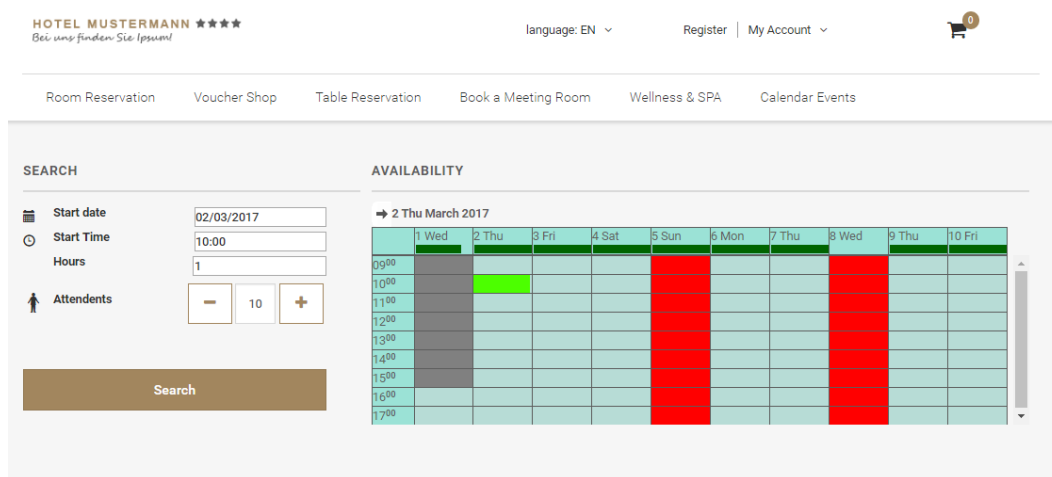 HOTEL MUSTERMANN ★★★★
Bei uns finden Sie Ipsum!
language: EN
Register | My Account
0
Room Reservation Voucher Shop Table Reservation Book a Meeting Room Wellness & SPA Calendar Events
SEARCH
Start date 02/03/2017
Start Time 10:00
Hours 1
Attendents − 10 +
Search
AVAILABILITY
➔ 2 Thu March 2017
1 Wed 2 Thu 3 Fri 4 Sat 5 Sun 6 Mon 7 Thu 8 Wed 9 Thu 10 Fri
09⁰⁰
10⁰⁰
11⁰⁰
12⁰⁰
13⁰⁰
14⁰⁰
15⁰⁰
16⁰⁰
17⁰⁰